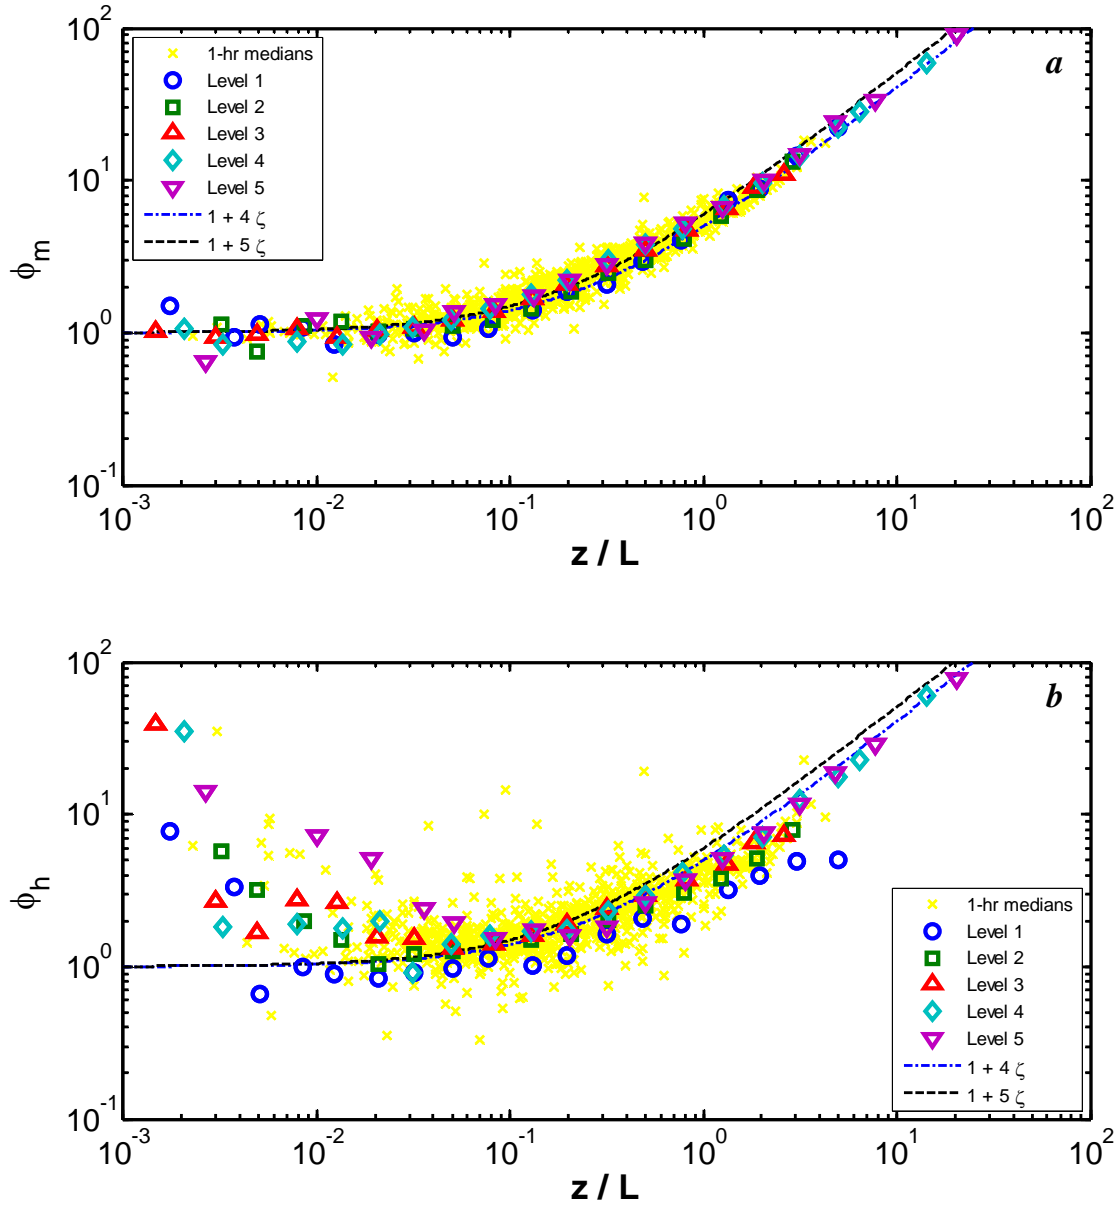 a
10^2
10^1
10^0
10^-1
ϕ_m
1-hr medians
Level 1
Level 2
Level 3
Level 4
Level 5
1 + 4 ζ
1 + 5 ζ
10^-3 10^-2 10^-1 10^0 10^1 10^2
z / L
b
10^2
10^1
10^0
10^-1
ϕ_h
1-hr medians
Level 1
Level 2
Level 3
Level 4
Level 5
1 + 4 ζ
1 + 5 ζ
10^-3 10^-2 10^-1 10^0 10^1 10^2
z / L